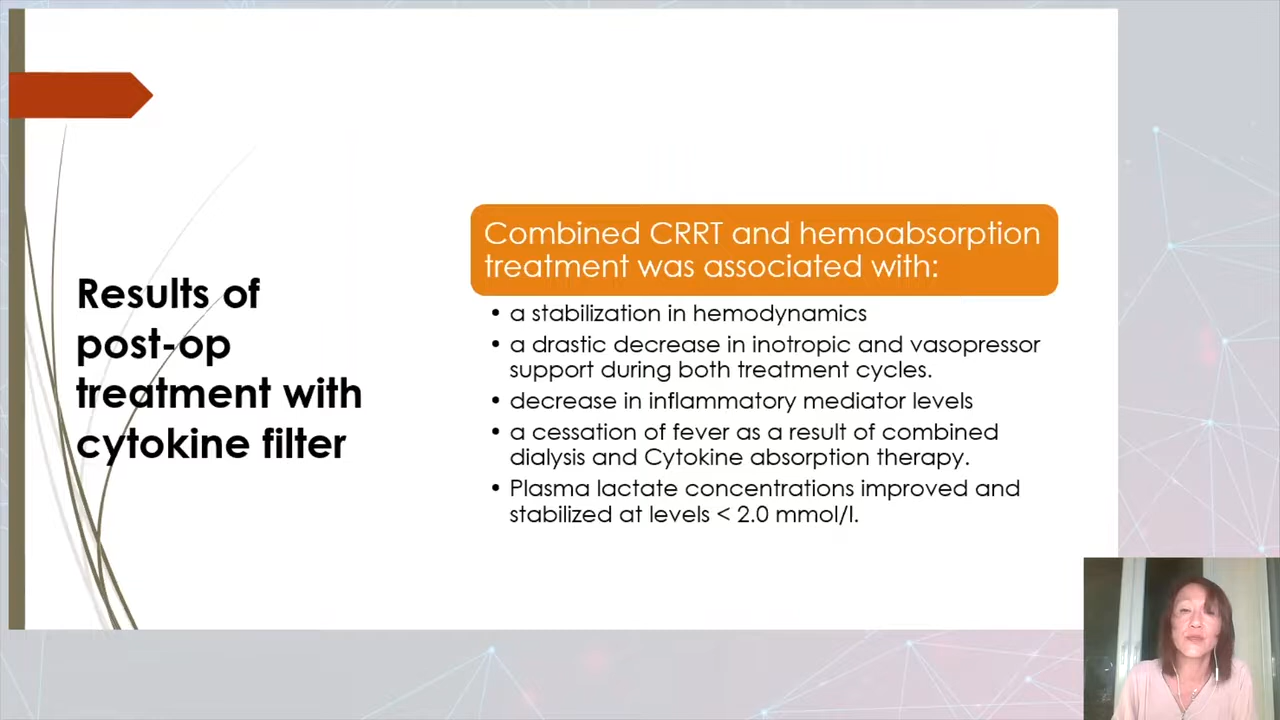 Results of
post-op
treatment with
cytokine filter
Combined CRRT and hemoabsorption
treatment was associated with:
• a stabilization in hemodynamics
• a drastic decrease in inotropic and vasopressor
support during both treatment cycles.
• decrease in inflammatory mediator levels
• a cessation of fever as a result of combined
dialysis and Cytokine absorption therapy.
• Plasma lactate concentrations improved and
stabilized at levels < 2.0 mmol/l.